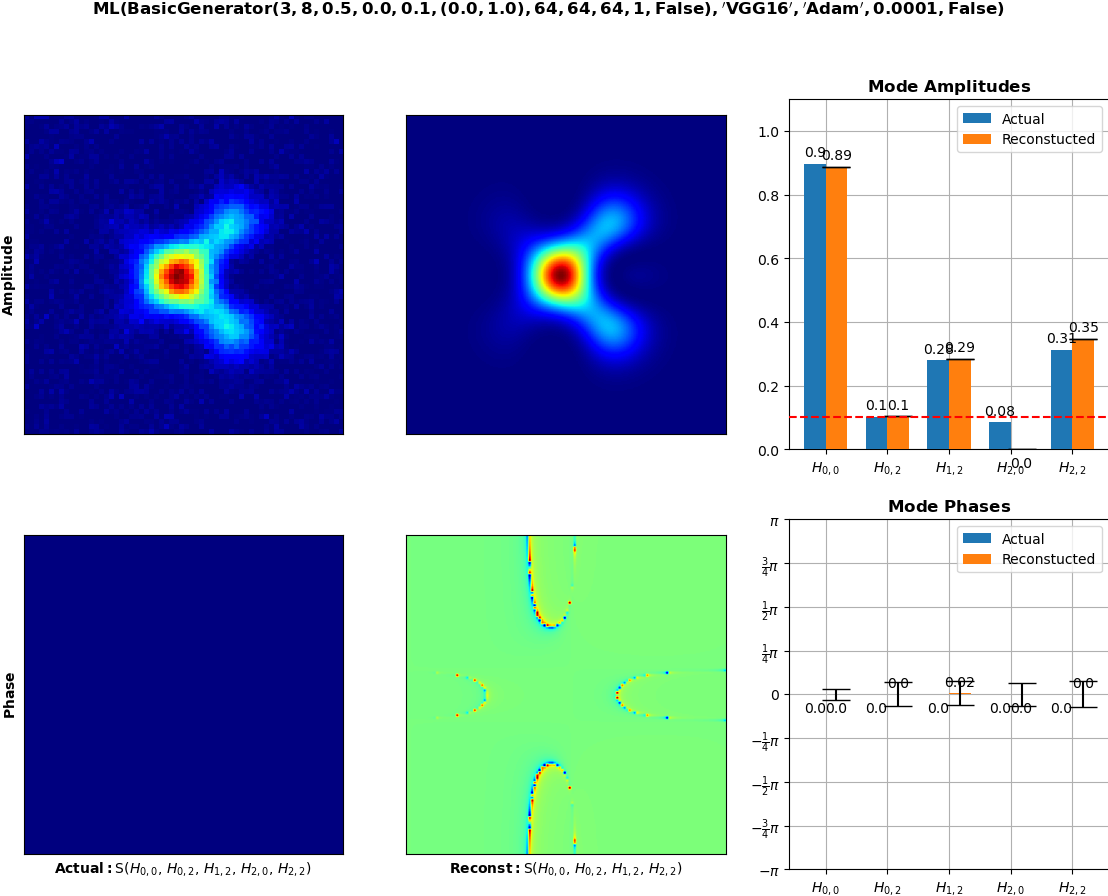 ML(BasicGenerator(3, 8, 0.5, 0.0, 0.1, (0.0, 1.0), 64, 64, 64, 1, False), ′VGG16′, ′Adam′, 0.0001, False)
Amplitude
Mode Amplitudes
Actual
Reconstucted
1.0
0.8
0.6
0.4
0.2
0.0
0.9 0.89
0.1 0.1
0.28 0.29
0.08 0.0
0.31 0.35
H0,0 H0,2 H1,2 H2,0 H2,2
Phase
Actual: S(H0,0, H0,2, H1,2, H2,0, H2,2)
Reconst: S(H0,0, H0,2, H1,2, H2,2)
Mode Phases
Actual
Reconstucted
π
3/4π
1/2π
1/4π
0
−1/4π
−1/2π
−3/4π
−π
0.0 0.0
0.0 0.0
0.0 0.02
0.0 0.0
0.0 0.0
H0,0 H0,2 H1,2 H2,0 H2,2